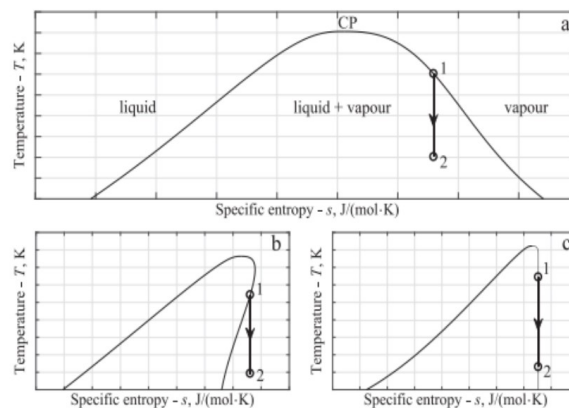 CP
a
1
liquid
liquid + vapour
vapour
2
Temperature - T, K
Specific entropy - s, J/(mol·K)
b
1
2
Temperature - T, K
Specific entropy - s, J/(mol·K)
c
1
2
Temperature - T, K
Specific entropy - s, J/(mol·K)